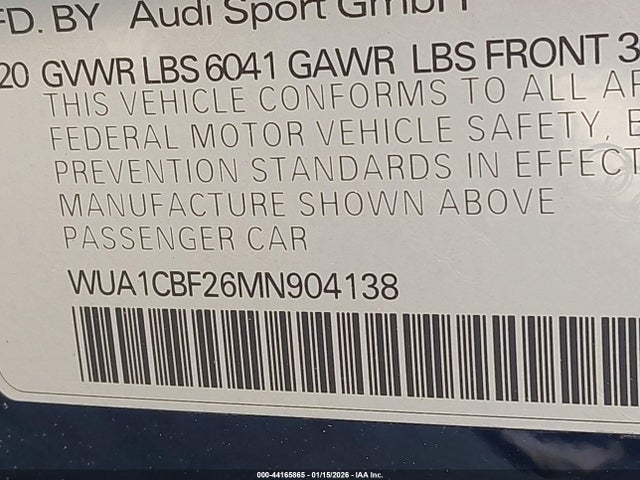 FD. BY Audi Sport GmbH
20 GVWR LBS 6041 GAWR LBS FRONT 3
THIS VEHICLE CONFORMS TO ALL AP
FEDERAL MOTOR VEHICLE SAFETY, B
PREVENTION STANDARDS IN EFFECT
MANUFACTURE SHOWN ABOVE
PASSENGER CAR
WUA1CBF26MN904138
000-44165865 - 01/15/2026 - IAA Inc.